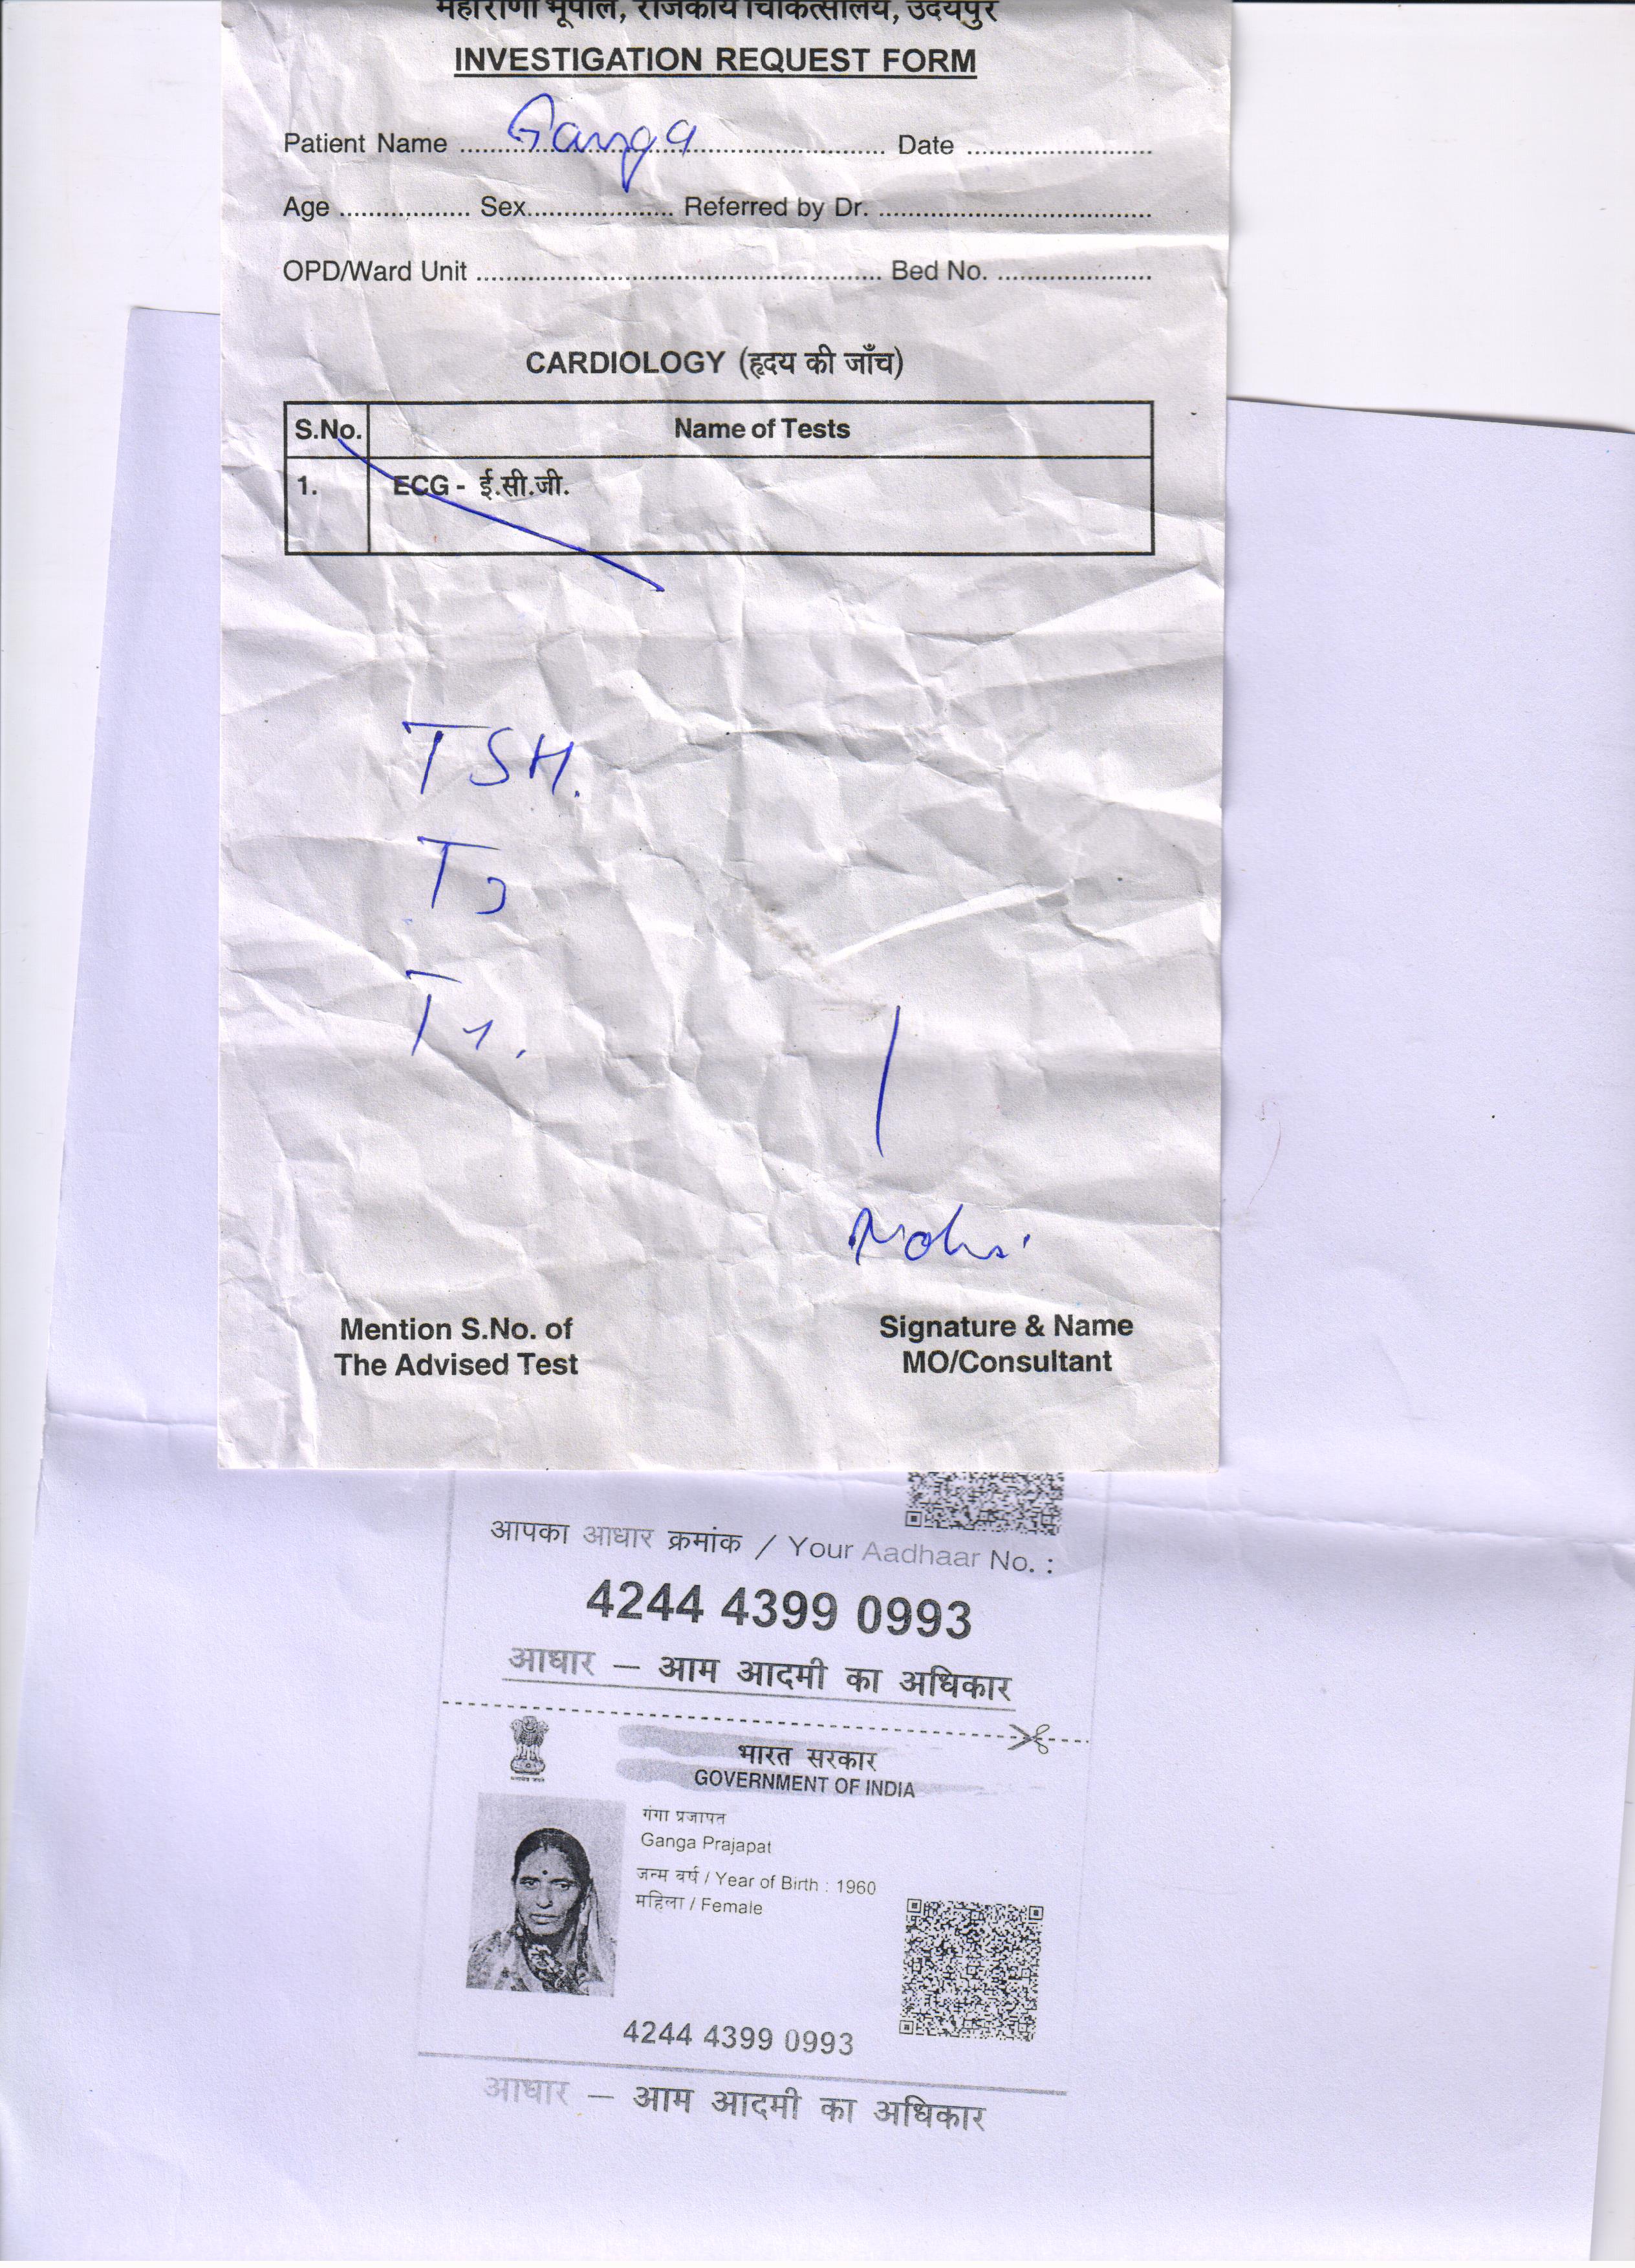 महाराणा भूपाल, राजकीय चिकित्सालय, उदयपुर
INVESTIGATION REQUEST FORM
Patient Name ........ Ganga ........ Date ........
Age ........ Sex ........ Referred by Dr. ........
OPD/Ward Unit ........ Bed No. ........
CARDIOLOGY (हृदय की जाँच)
S.No. Name of Tests
1. ECG - ई.सी.जी.
TSH.
T3
T4.
Mention S.No. of Signature & Name
The Advised Test MO/Consultant
आपका आधार क्रमांक / Your Aadhaar No. :
4244 4399 0993
आधार — आम आदमी का अधिकार
भारत सरकार
GOVERNMENT OF INDIA
गंगा प्रजापत
Ganga Prajapat
जन्म वर्ष / Year of Birth : 1960
महिला / Female
4244 4399 0993
आधार — आम आदमी का अधिकार